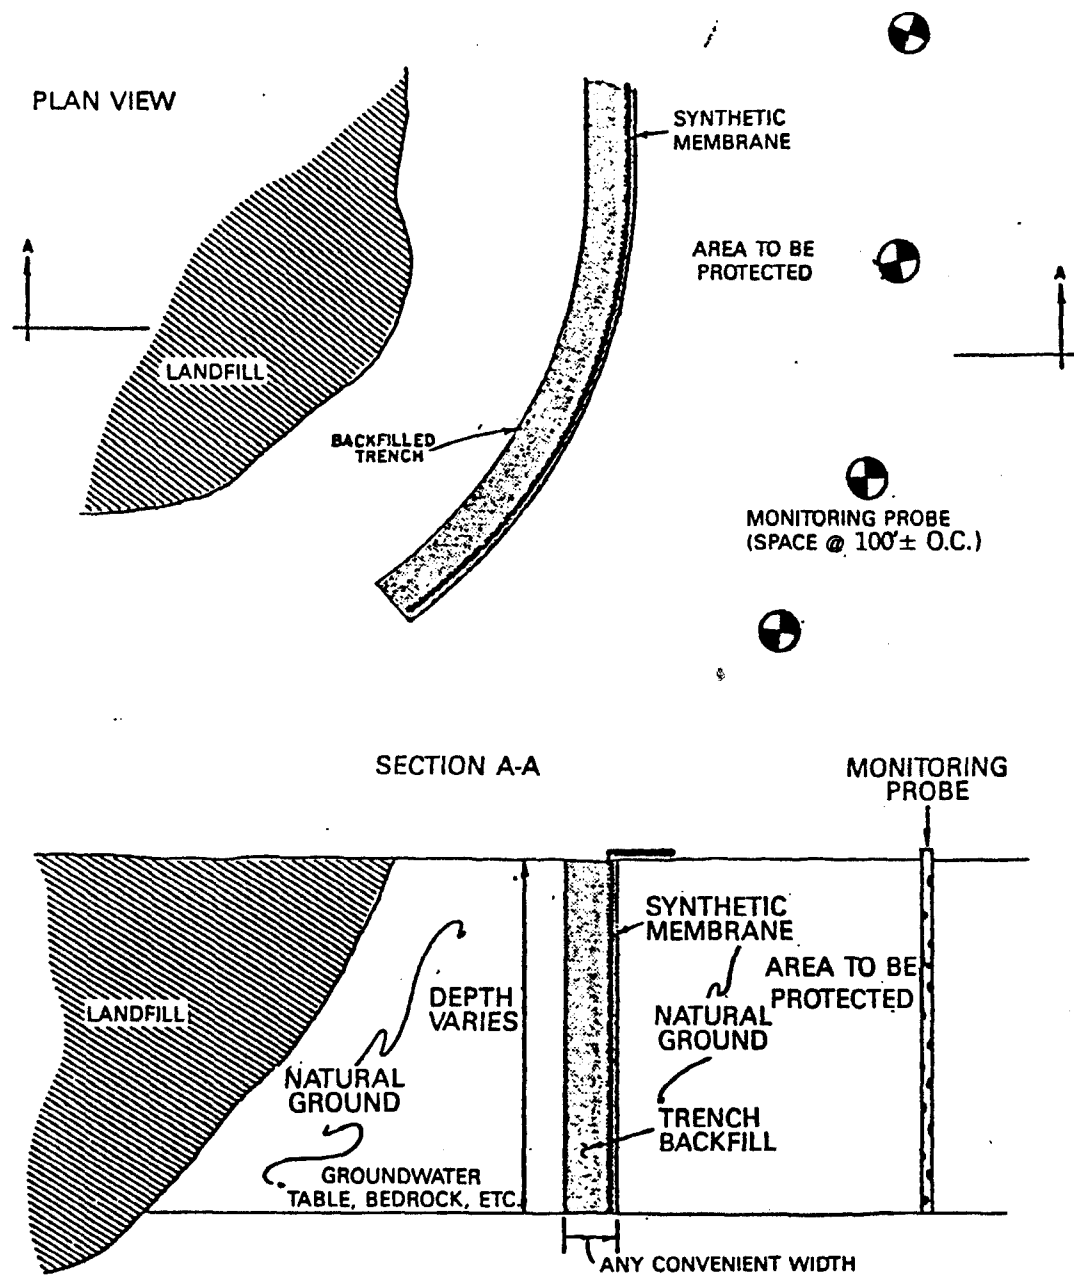 PLAN VIEW
SYNTHETIC
MEMBRANE
A
AREA TO BE
PROTECTED
A
LANDFILL
BACKFILLED
TRENCH
MONITORING PROBE
(SPACE @ 100'± O.C.)
SECTION A-A
MONITORING
PROBE
SYNTHETIC
MEMBRANE
AREA TO BE
PROTECTED
DEPTH
VARIES
LANDFILL
NATURAL
GROUND
NATURAL
GROUND
TRENCH
BACKFILL
GROUNDWATER
TABLE, BEDROCK, ETC.
ANY CONVENIENT WIDTH